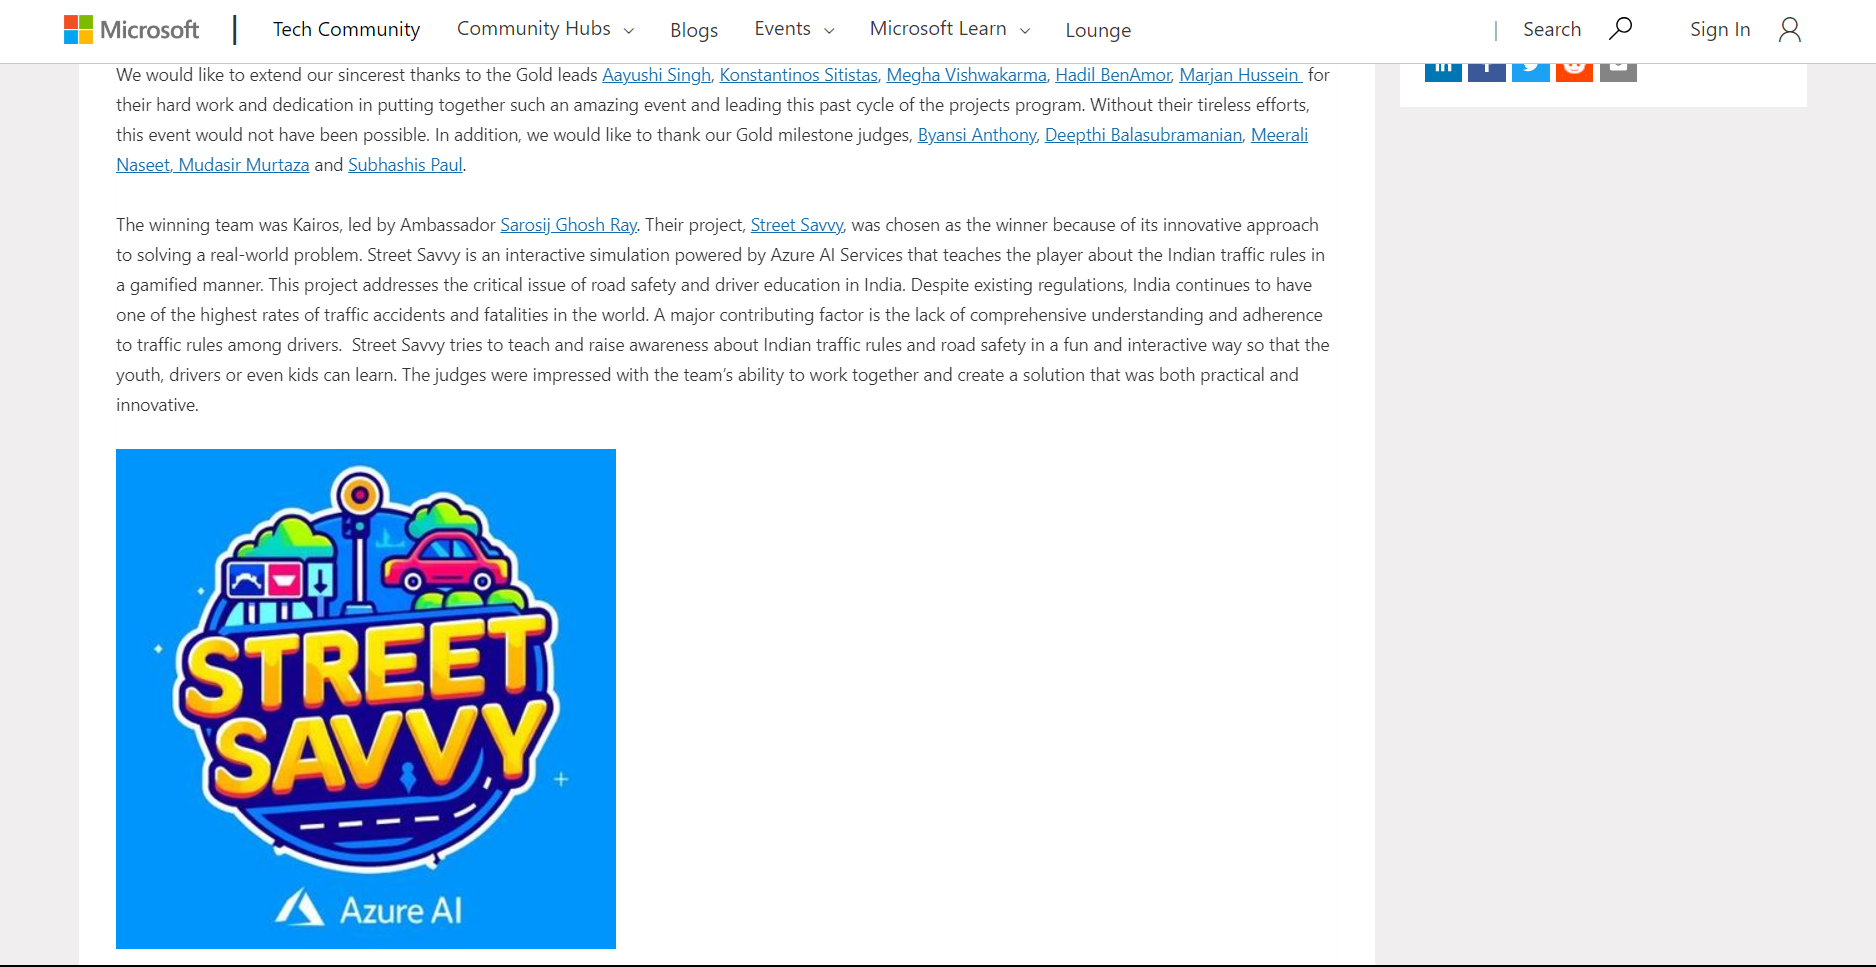 Microsoft | Tech Community Community Hubs Blogs Events Microsoft Learn Lounge | Search Sign In
We would like to extend our sincerest thanks to the Gold leads Aayushi Singh, Konstantinos Sitistas, Megha Vishwakarma, Hadil BenAmor, Marjan Hussein for
their hard work and dedication in putting together such an amazing event and leading this past cycle of the projects program. Without their tireless efforts,
this event would not have been possible. In addition, we would like to thank our Gold milestone judges, Byansi Anthony, Deepthi Balasubramanian, Meerali
Naseet, Mudasir Murtaza and Subhashis Paul.
The winning team was Kairos, led by Ambassador Sarosij Ghosh Ray. Their project, Street Savvy, was chosen as the winner because of its innovative approach
to solving a real-world problem. Street Savvy is an interactive simulation powered by Azure AI Services that teaches the player about the Indian traffic rules in
a gamified manner. This project addresses the critical issue of road safety and driver education in India. Despite existing regulations, India continues to have
one of the highest rates of traffic accidents and fatalities in the world. A major contributing factor is the lack of comprehensive understanding and adherence
to traffic rules among drivers.  Street Savvy tries to teach and raise awareness about Indian traffic rules and road safety in a fun and interactive way so that the
youth, drivers or even kids can learn. The judges were impressed with the team’s ability to work together and create a solution that was both practical and
innovative.
STREET
SAVVY
Azure AI